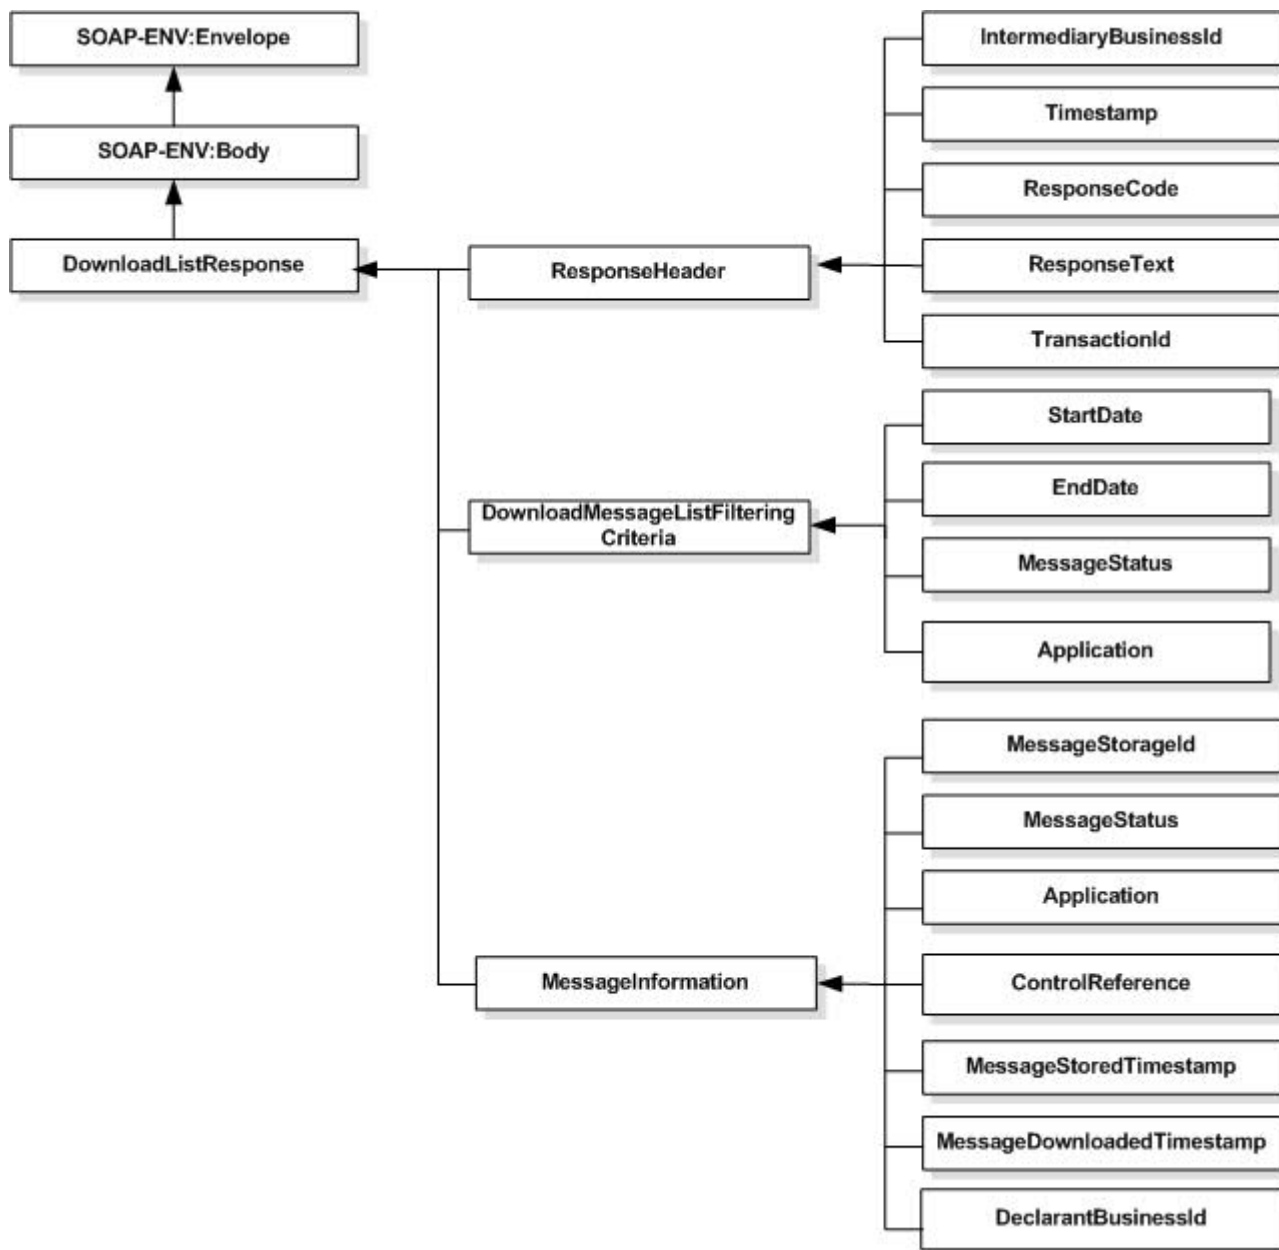 SOAP-ENV:Envelope
SOAP-ENV:Body
DownloadListResponse
ResponseHeader
IntermediaryBusinessId
Timestamp
ResponseCode
ResponseText
TransactionId
DownloadMessageListFiltering
Criteria
StartDate
EndDate
MessageStatus
Application
MessageInformation
MessageStorageId
MessageStatus
Application
ControlReference
MessageStoredTimestamp
MessageDownloadedTimestamp
DeclarantBusinessId